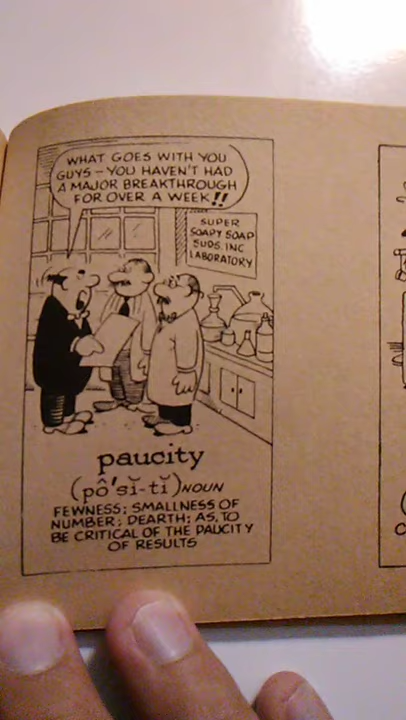 WHAT GOES WITH YOU
GUYS – YOU HAVEN'T HAD
A MAJOR BREAKTHROUGH
FOR OVER A WEEK!!
SUPER
SOAPY SOAP
SUDS. INC
LABORATORY
paucity
(pô'sĭ-tĭ) NOUN
FEWNESS; SMALLNESS OF
NUMBER; DEARTH; AS, TO
BE CRITICAL OF THE PAUCITY
OF RESULTS